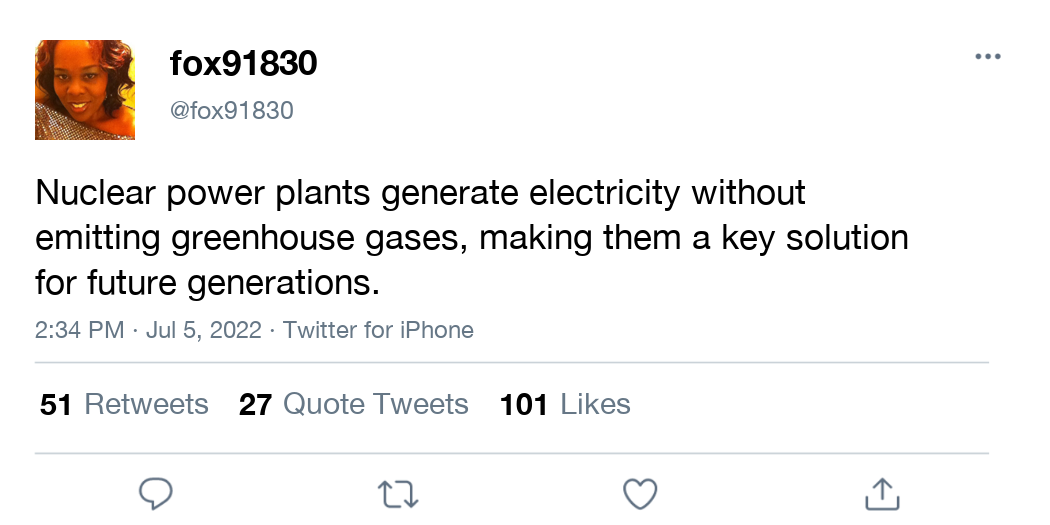 fox91830
@fox91830
Nuclear power plants generate electricity without
emitting greenhouse gases, making them a key solution
for future generations.
2:34 PM · Jul 5, 2022 · Twitter for iPhone
51 Retweets 27 Quote Tweets 101 Likes